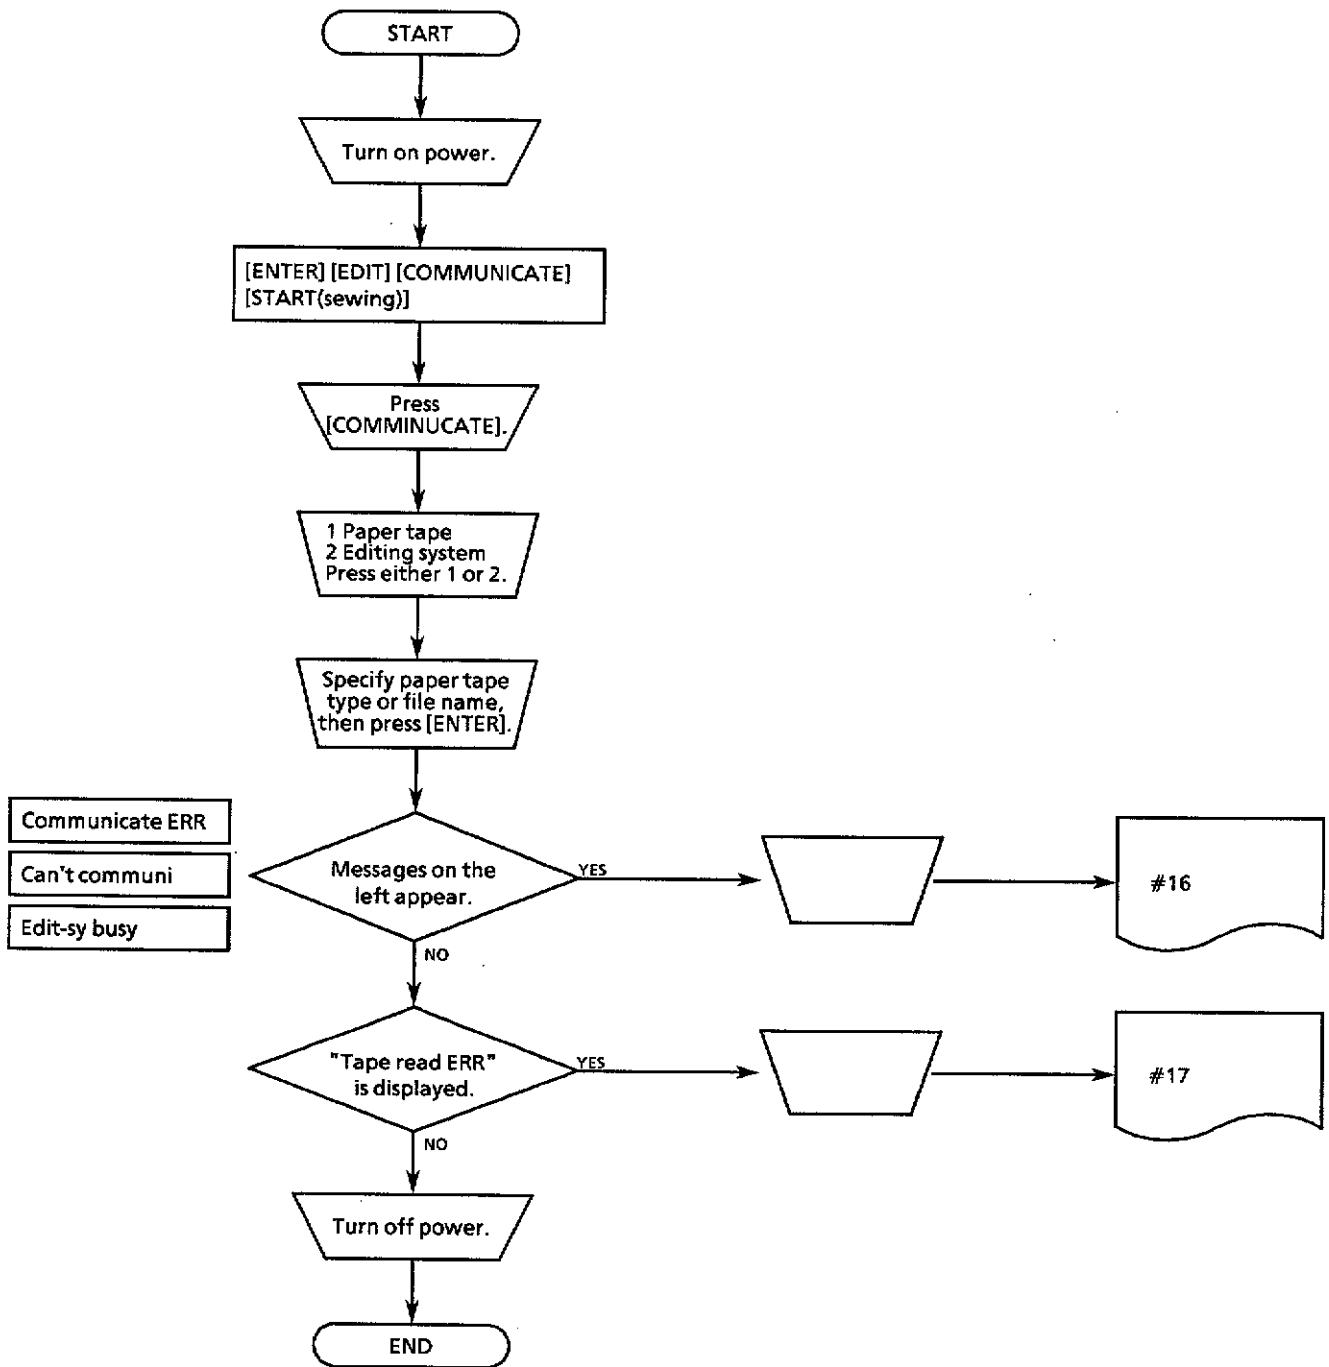 START
Turn on power.
[ENTER] [EDIT] [COMMUNICATE]
[START(sewing)]
Press
[COMMINUCATE].
1 Paper tape
2 Editing system
Press either 1 or 2.
Specify paper tape
type or file name,
then press [ENTER].
Communicate ERR
Can't communi
Edit-sy busy
Messages on the
left appear.
YES
#16
NO
"Tape read ERR"
is displayed.
YES
#17
NO
Turn off power.
END